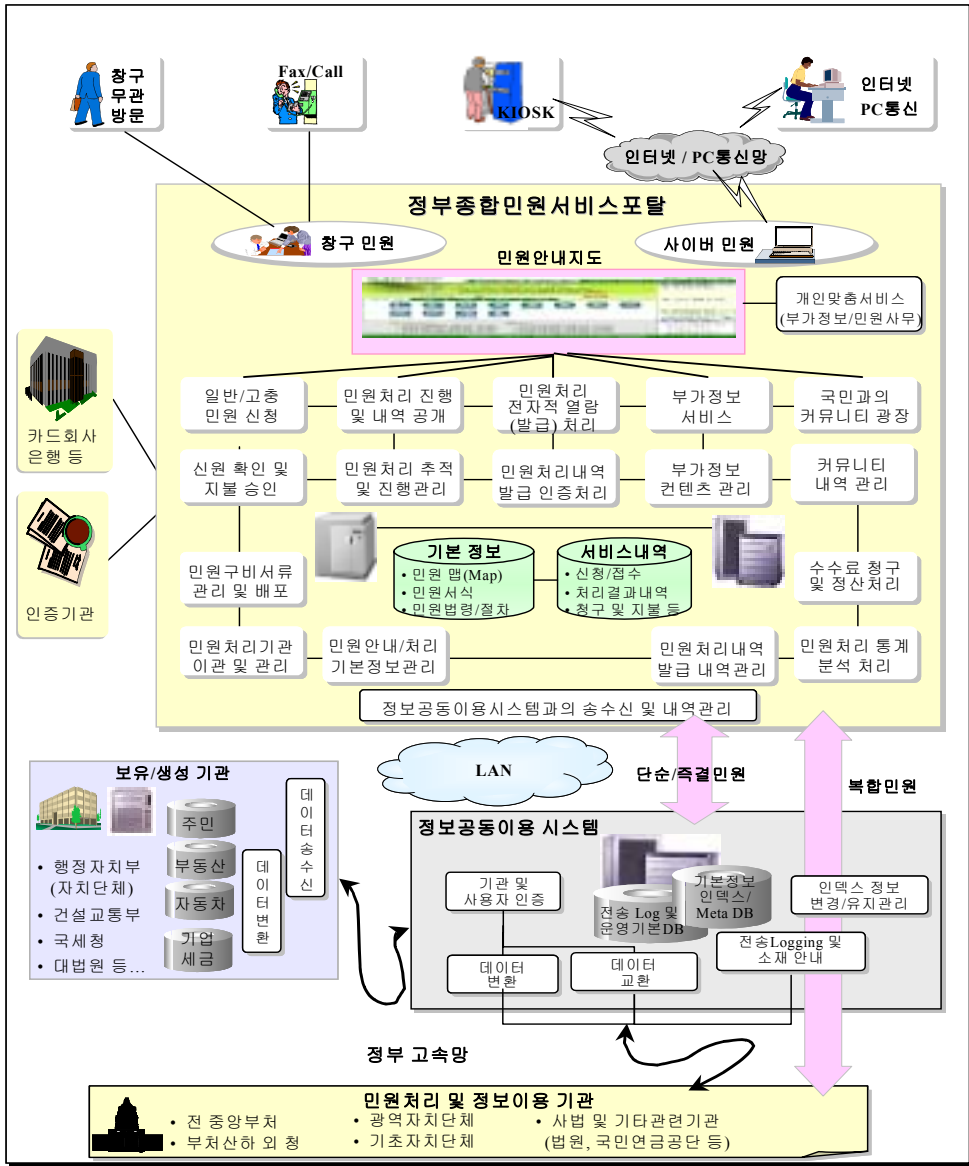 창구
무관
방문
Fax/Call
KIOSK
인터넷
PC통신
인터넷 / PC통신망
정부종합민원서비스포탈
창구 민원
사이버 민원
민원안내지도
개인맞춤서비스
(부가정보/민원사무)
일반/고충
민원 신청
민원처리 진행
및 내역 공개
민원처리
전자적 열람
(발급) 처리
부가정보
서비스
국민과의
커뮤니티 광장
카드회사
은행 등
신원 확인 및
지불 승인
민원처리 추적
및 진행관리
민원처리내역
발급 인증처리
부가정보
컨텐츠 관리
커뮤니티
내역 관리
인증기관
민원구비서류
관리 및 배포
기본 정보
• 민원 맵(Map)
• 민원서식
• 민원법령/절차
서비스내역
• 신청/접수
• 처리결과내역
• 청구 및 지불 등
수수료 청구
및 정산처리
민원처리기관
이관 및 관리
민원안내/처리
기본정보관리
민원처리내역
발급 내역관리
민원처리 통계
분석 처리
정보공동이용시스템과의 송수신 및 내역관리
LAN
단순/즉결민원
복합민원
보유/생성 기관
주민
부동산
자동차
기업
세금
• 행정자치부
(자치단체)
• 건설교통부
• 국세청
• 대법원 등…
데이터변환
데이터송수신
정보공동이용 시스템
기관 및
사용자 인증
전송 Log 및
운영기본DB
기본정보
인덱스/
Meta DB
인덱스 정보
변경/유지관리
데이터
변환
데이터
교환
전송Logging 및
소재 안내
정부 고속망
민원처리 및 정보이용 기관
• 전 중앙부처
• 부처산하 외 청
• 광역자치단체
• 기초자치단체
• 사법 및 기타관련기관
(법원, 국민연금공단 등)